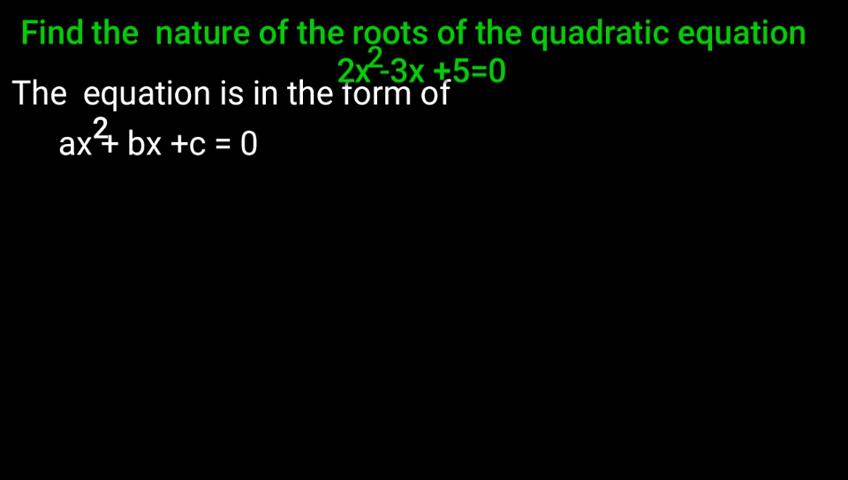 Find the nature of the roots of the quadratic equation
2x²-3x +5=0
The equation is in the form of
ax²+ bx +c = 0